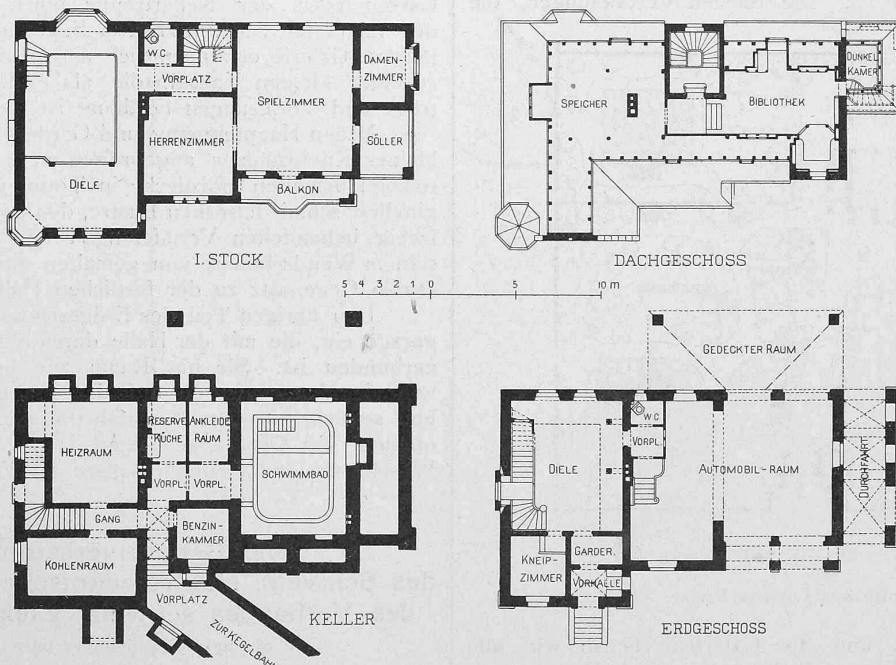 WC.
VORPLATZ
DAMEN-
ZIMMER
SPIELZIMMER
HERRENZIMMER
DIELE
SÖLLER
BALKON
I. STOCK
SPEICHER
BIBLIOTHEK
DUNKEL
KAMER
DACHGESCHOSS
5 4 3 2 1 0 5 10 m
HEIZRAUM
RESERVE
KÜCHE
ANKLEIDE
RAUM
SCHWIMMBAD
VORPL.
VORPL.
GANG
BENZIN-
KAMMER
KOHLENRAUM
VORPLATZ
ZUR KEGELBAHN
KELLER
GEDECKTER RAUM
WC.
VORPL.
DIELE
AUTOMOBIL-RAUM
DURCHFAHRT
KNEIP-
ZIMMER
GARDER.
VORHALLE
ERDGESCHOSS